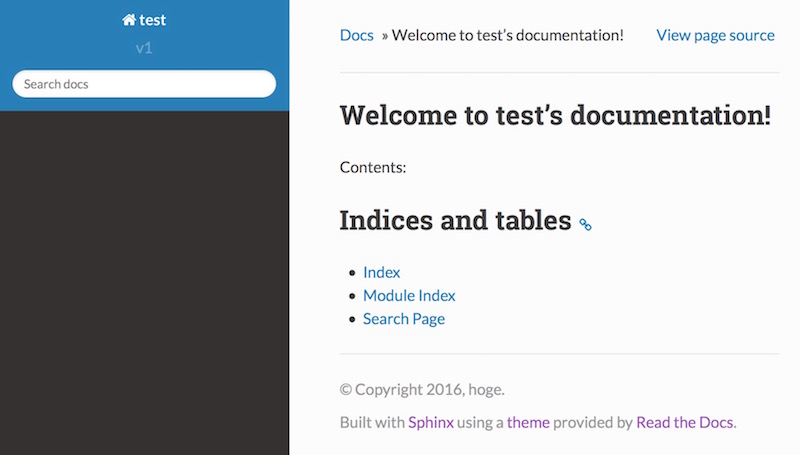 test
v1
Search docs
Docs » Welcome to test’s documentation! View page source
Welcome to test’s documentation!
Contents:
Indices and tables
Index
Module Index
Search Page
© Copyright 2016, hoge.
Built with Sphinx using a theme provided by Read the Docs.